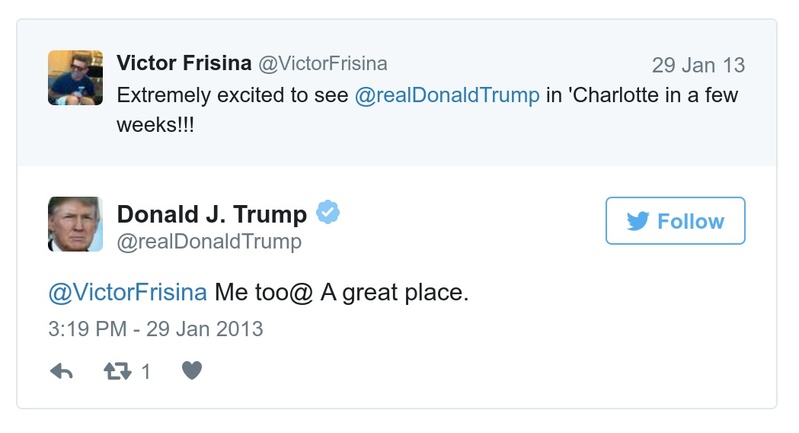 Victor Frisina @VictorFrisina 29 Jan 13
Extremely excited to see @realDonaldTrump in 'Charlotte in a few
weeks!!!
Donald J. Trump
@realDonaldTrump
Follow
@VictorFrisina Me too@ A great place.
3:19 PM - 29 Jan 2013
1